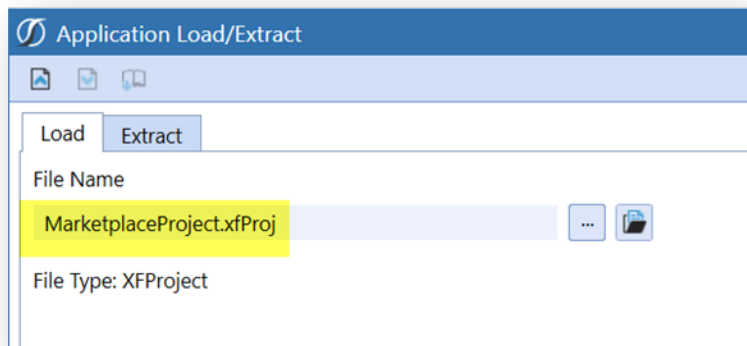 Application Load/Extract
Load Extract
File Name
MarketplaceProject.xfProj ...
File Type: XFProject